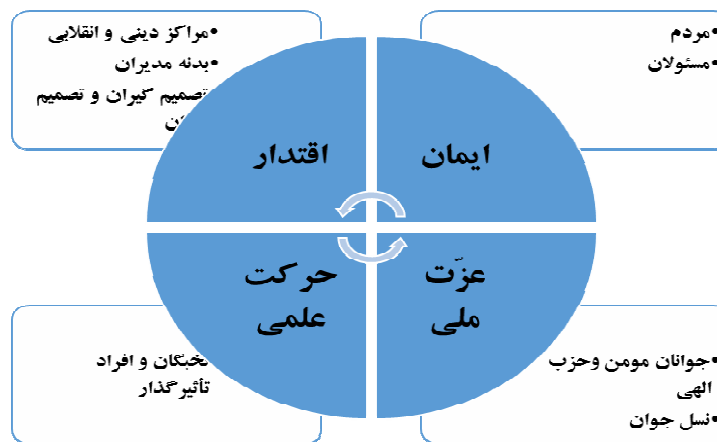 •مردم
•مسئولان
•مراکز دینی و انقلابی
•بدنه مدیران
تصمیم گیران و تصمیم
ایمان
اقتدار
عزّت
ملی
حرکت
علمی
•جوانان مومن وحزب
الهی
•نسل جوان
نخبگان و افراد
تأثیرگذار